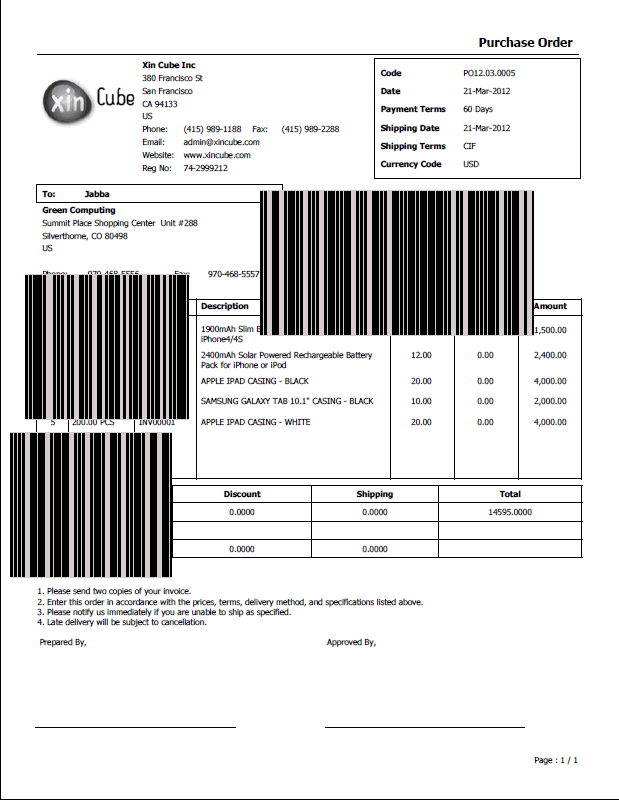 Purchase Order
xin Cube
Xin Cube Inc
380 Francisco St
San Francisco
CA 94133
US
Phone: (415) 989-1188 Fax: (415) 989-2288
Email: admin@xincube.com
Website: www.xincube.com
Reg No: 74-2999212
Code PO12.03.0005
Date 21-Mar-2012
Payment Terms 60 Days
Shipping Date 21-Mar-2012
Shipping Terms CIF
Currency Code USD
To: Jabba
Green Computing
Summit Place Shopping Center Unit #288
Silverthorne, CO 80498
US
Phone: 970-468-5556 Fax: 970-468-5557
Description Amount
1900mAh Slim 1,500.00
iPhone4/4S
2400mAh Solar Powered Rechargeable Battery 12.00 0.00 2,400.00
Pack for iPhone or iPod
APPLE IPAD CASING - BLACK 20.00 0.00 4,000.00
SAMSUNG GALAXY TAB 10.1" CASING - BLACK 10.00 0.00 2,000.00
5 200.00 PCS INV00001 APPLE IPAD CASING - WHITE 20.00 0.00 4,000.00
Discount Shipping Total
0.0000 0.0000 14595.0000
0.0000 0.0000
1. Please send two copies of your invoice.
2. Enter this order in accordance with the prices, terms, delivery method, and specifications listed above.
3. Please notify us immediately if you are unable to ship as specified.
4. Late delivery will be subject to cancellation.
Prepared By, Approved By,
Page : 1 / 1